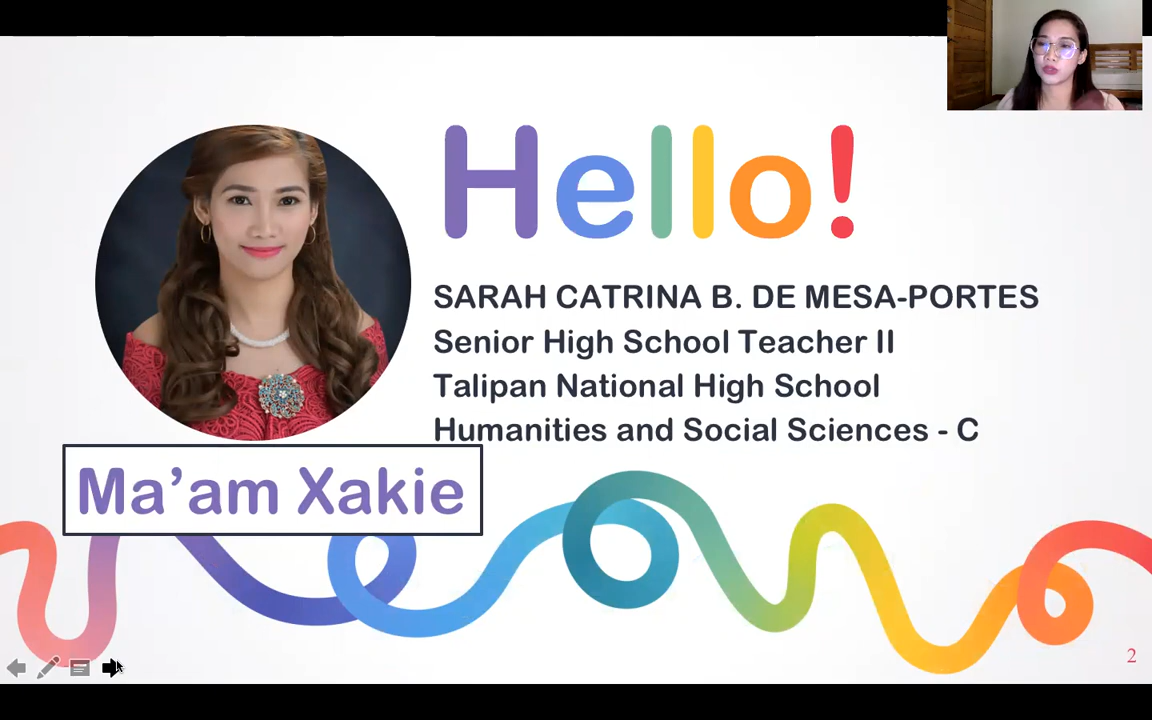 Hello!
SARAH CATRINA B. DE MESA-PORTES
Senior High School Teacher II
Talipan National High School
Humanities and Social Sciences - C
Ma’am Xakie
2